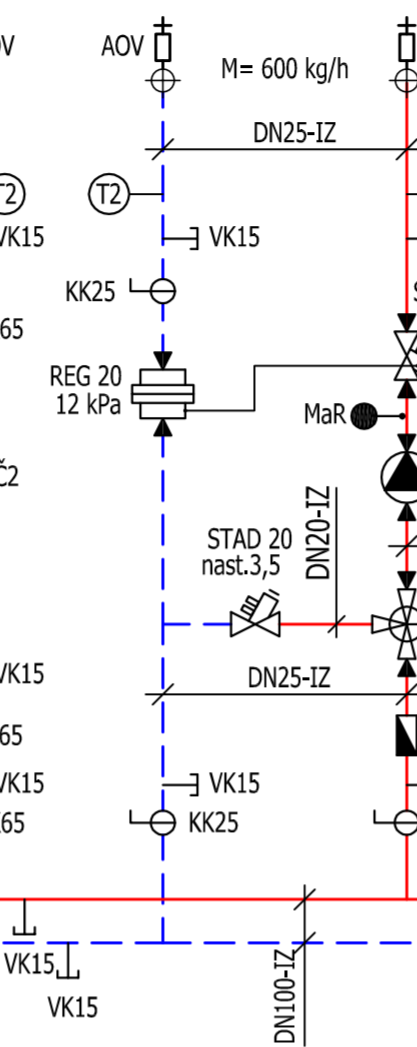 AOV
M= 600 kg/h
DN25-IZ
T2
T2
VK15
VK15
KK25
65
REG 20
12 kPa
MaR
Č2
STAD 20
nast.3,5
DN20-IZ
VK15
DN25-IZ
65
VK15
VK15
65
KK25
VK15
VK15
DN100-IZ